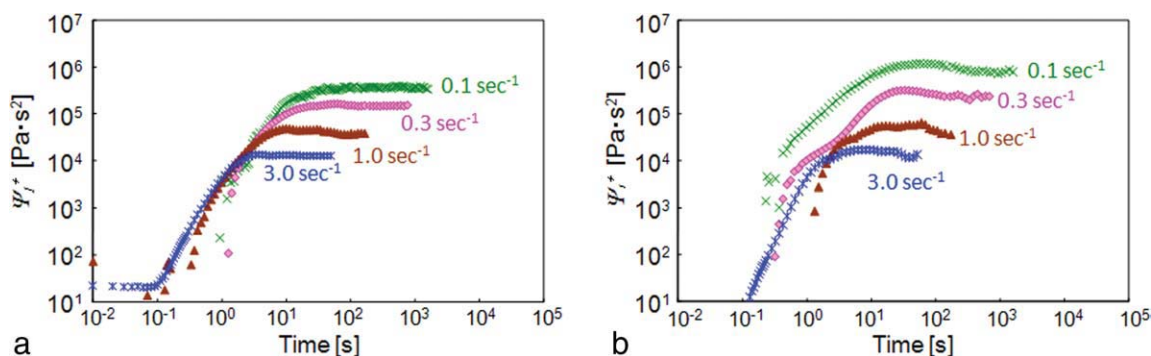 10⁷
10⁶
10⁵
10⁴
10³
10²
10¹
Ψ₁⁺ [Pa·s²]
0.1 sec⁻¹
0.3 sec⁻¹
1.0 sec⁻¹
3.0 sec⁻¹
10⁻² 10⁻¹ 10⁰ 10¹ 10² 10³ 10⁴ 10⁵
Time [s]
a
10⁷
10⁶
10⁵
10⁴
10³
10²
10¹
Ψ₁⁺ [Pa·s²]
0.1 sec⁻¹
0.3 sec⁻¹
1.0 sec⁻¹
3.0 sec⁻¹
10⁻² 10⁻¹ 10⁰ 10¹ 10² 10³ 10⁴ 10⁵
Time [s]
b